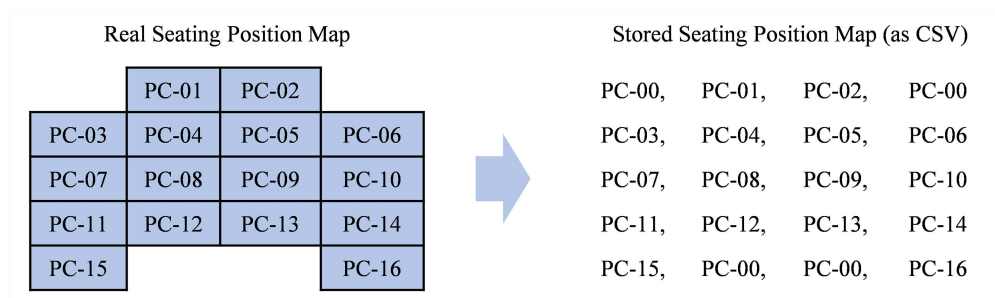 Real Seating Position Map
PC-01 PC-02
PC-03 PC-04 PC-05 PC-06
PC-07 PC-08 PC-09 PC-10
PC-11 PC-12 PC-13 PC-14
PC-15 PC-16
Stored Seating Position Map (as CSV)
PC-00, PC-01, PC-02, PC-00
PC-03, PC-04, PC-05, PC-06
PC-07, PC-08, PC-09, PC-10
PC-11, PC-12, PC-13, PC-14
PC-15, PC-00, PC-00, PC-16